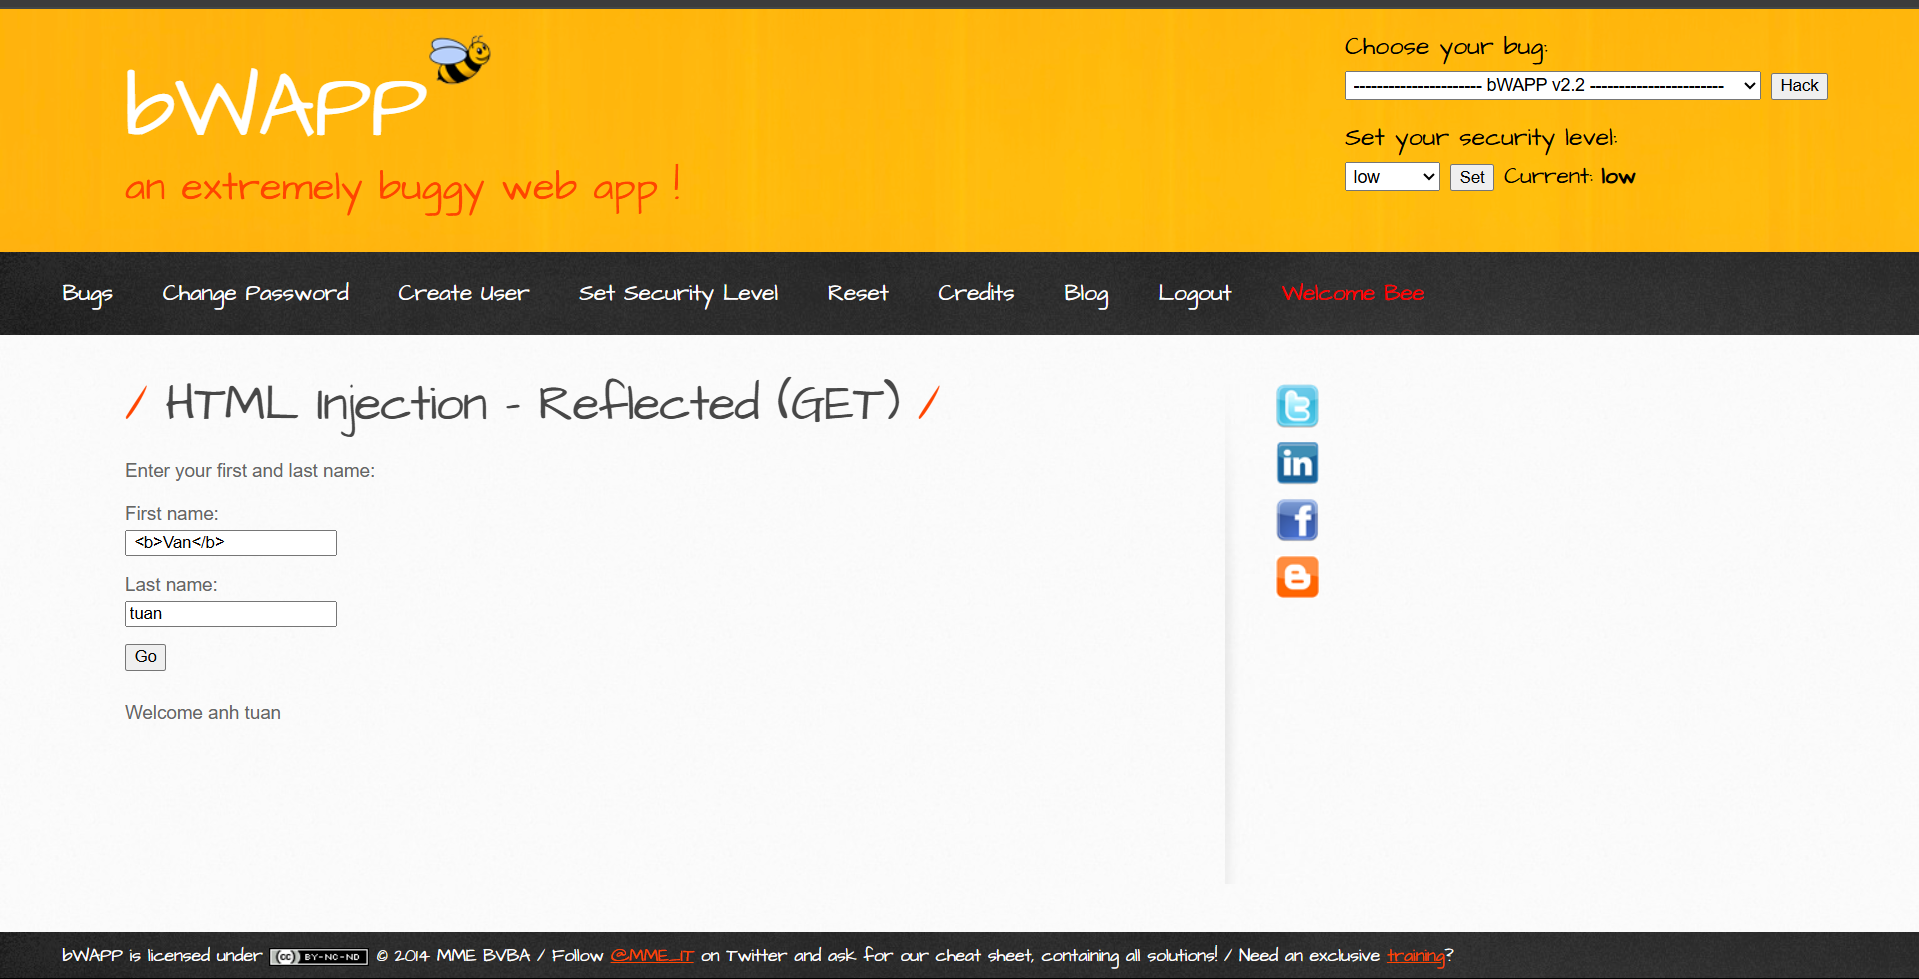 bWAPP
an extremely buggy web app !
Choose your bug:
---------------------- bWAPP v2.2 ----------------------- Hack
Set your security level:
low Set Current: low
Bugs Change Password Create User Set Security Level Reset Credits Blog Logout Welcome Bee
/ HTML Injection - Reflected (GET) /
Enter your first and last name:
First name:
<b>Van</b>
Last name:
tuan
Go
Welcome anh tuan
bWAPP is licensed under (cc) BY-NC-ND © 2014 MME BVBA / Follow @MME_IT on Twitter and ask for our cheat sheet, containing all solutions! / Need an exclusive training?